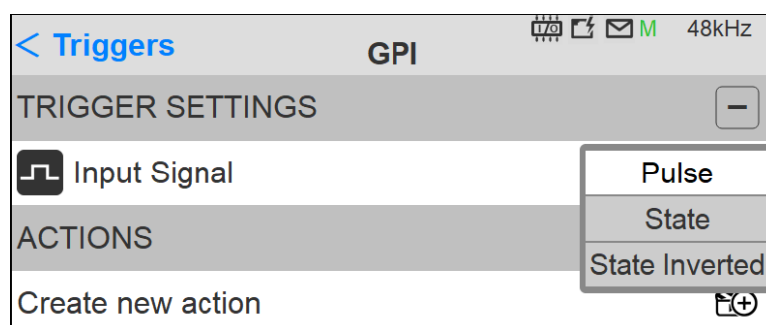 < Triggers
GPI
I/O
M
48kHz
TRIGGER SETTINGS
Input Signal
Pulse
State
State Inverted
ACTIONS
Create new action